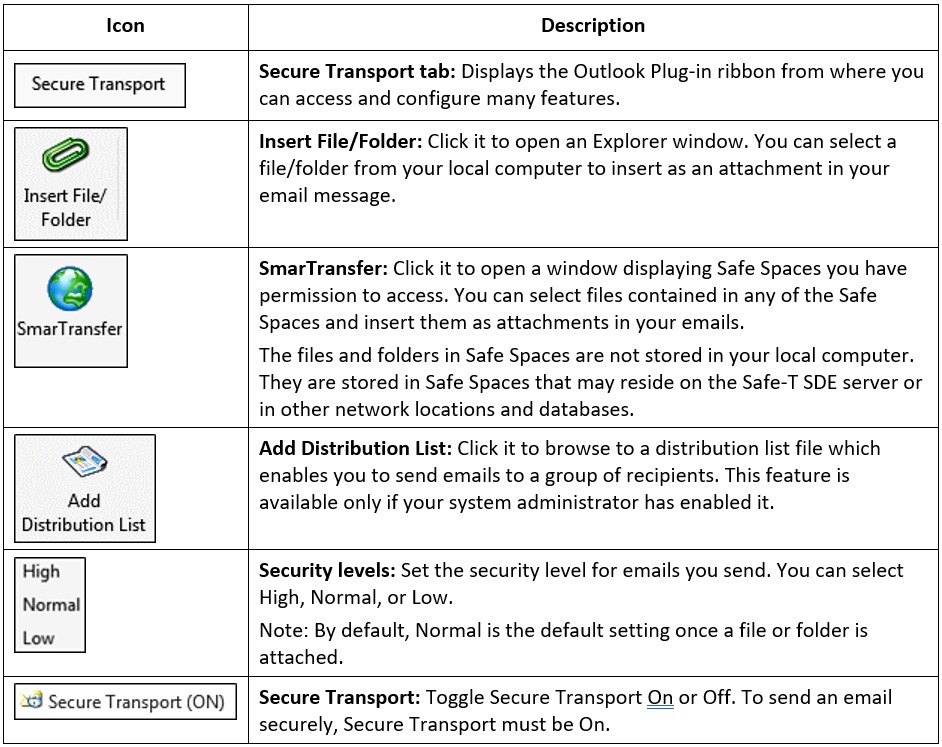 Icon
Description
Secure Transport
Secure Transport tab: Displays the Outlook Plug-in ribbon from where you
can access and configure many features.
Insert File/
Folder
Insert File/Folder: Click it to open an Explorer window. You can select a
file/folder from your local computer to insert as an attachment in your
email message.
SmarTransfer
SmarTransfer: Click it to open a window displaying Safe Spaces you have
permission to access. You can select files contained in any of the Safe
Spaces and insert them as attachments in your emails.
The files and folders in Safe Spaces are not stored in your local computer.
They are stored in Safe Spaces that may reside on the Safe-T SDE server or
in other network locations and databases.
Add
Distribution List
Add Distribution List: Click it to browse to a distribution list file which
enables you to send emails to a group of recipients. This feature is
available only if your system administrator has enabled it.
High
Normal
Low
Security levels: Set the security level for emails you send. You can select
High, Normal, or Low.
Note: By default, Normal is the default setting once a file or folder is
attached.
Secure Transport (ON)
Secure Transport: Toggle Secure Transport On or Off. To send an email
securely, Secure Transport must be On.